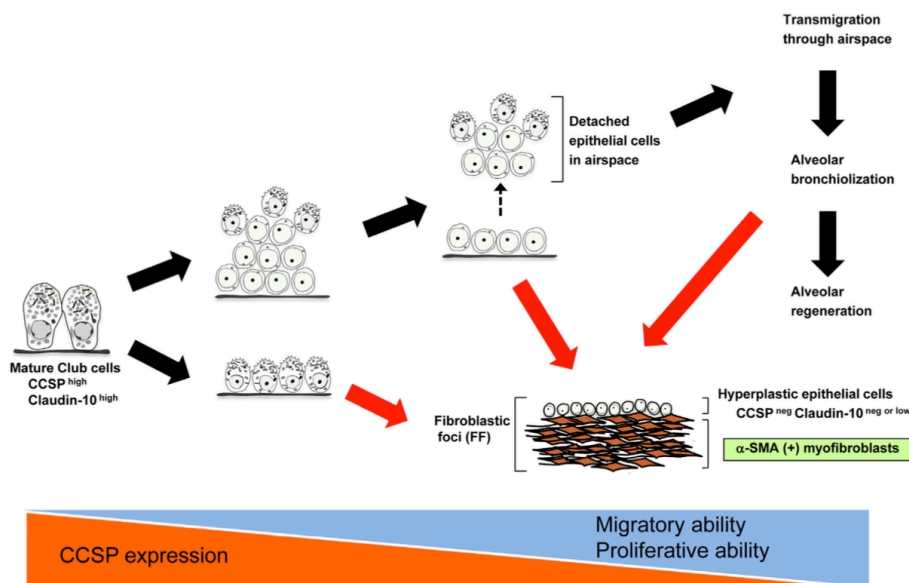 Transmigration
through airspace
Detached
epithelial cells
in airspace
Alveolar
bronchiolization
Alveolar
regeneration
Mature Club cells
CCSP high
Claudin-10 high
Fibroblastic
foci (FF)
Hyperplastic epithelial cells
CCSP neg Claudin-10 neg or low
α-SMA (+) myofibroblasts
Migratory ability
Proliferative ability
CCSP expression